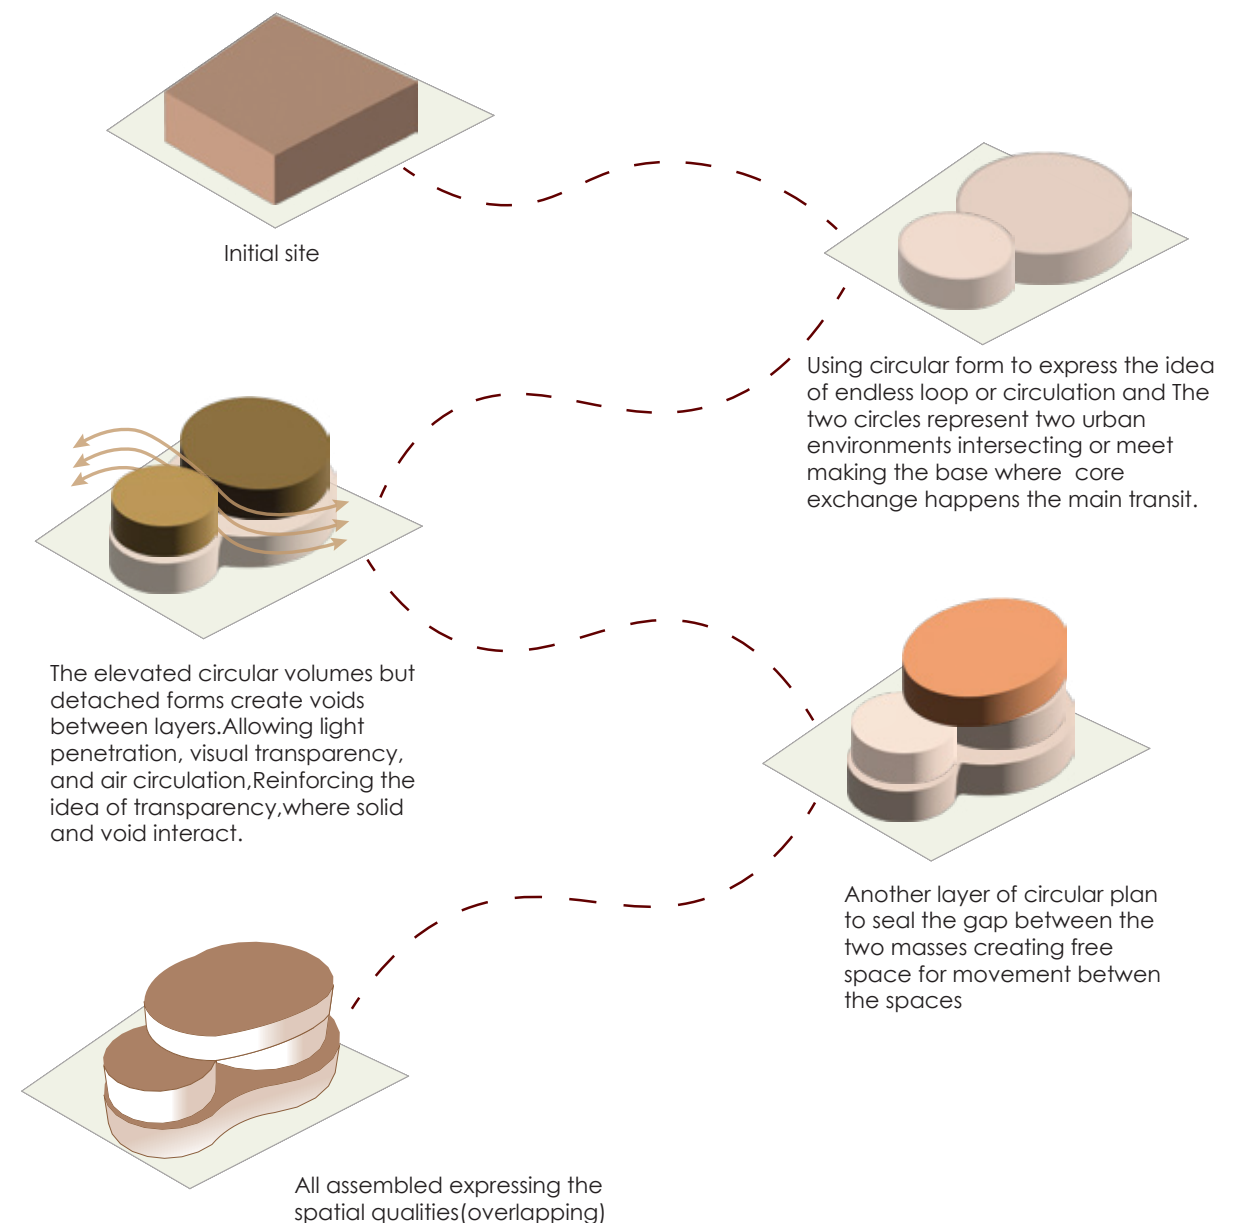 Initial site
Using circular form to express the idea
of endless loop or circulation and The
two circles represent two urban
environments intersecting or meet
making the base where  core
exchange happens the main transit.
The elevated circular volumes but
detached forms create voids
between layers.Allowing light
penetration, visual transparency,
and air circulation,Reinforcing the
idea of transparency,where solid
and void interact.
Another layer of circular plan
to seal the gap between the
two masses creating free
space for movement betwen
the spaces
All assembled expressing the
spatial qualities(overlapping)